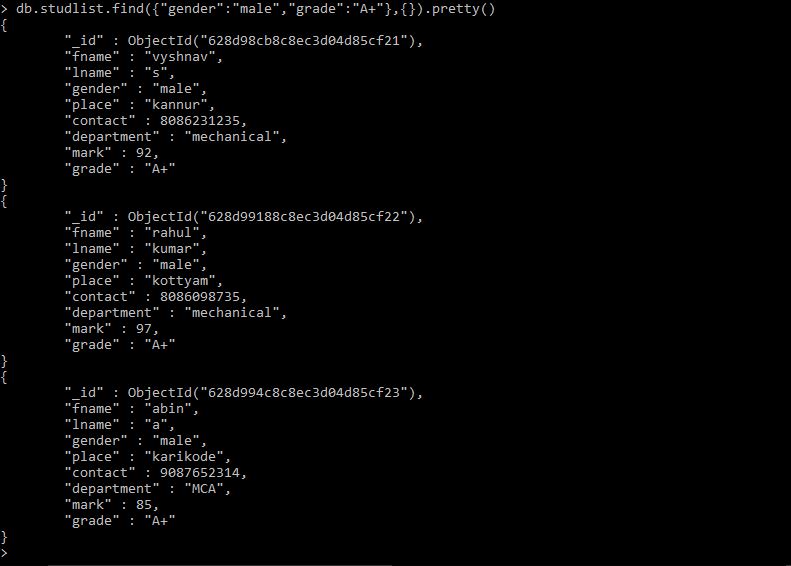 > db.studlist.find({"gender":"male","grade":"A+"},{}).pretty()
{
        "_id" : ObjectId("628d98cb8c8ec3d04d85cf21"),
        "fname" : "vyshnav",
        "lname" : "s",
        "gender" : "male",
        "place" : "kannur",
        "contact" : 8086231235,
        "department" : "mechanical",
        "mark" : 92,
        "grade" : "A+"
}
{
        "_id" : ObjectId("628d99188c8ec3d04d85cf22"),
        "fname" : "rahul",
        "lname" : "kumar",
        "gender" : "male",
        "place" : "kottyam",
        "contact" : 8086098735,
        "department" : "mechanical",
        "mark" : 97,
        "grade" : "A+"
}
{
        "_id" : ObjectId("628d994c8c8ec3d04d85cf23"),
        "fname" : "abin",
        "lname" : "a",
        "gender" : "male",
        "place" : "karikode",
        "contact" : 9087652314,
        "department" : "MCA",
        "mark" : 85,
        "grade" : "A+"
}
>